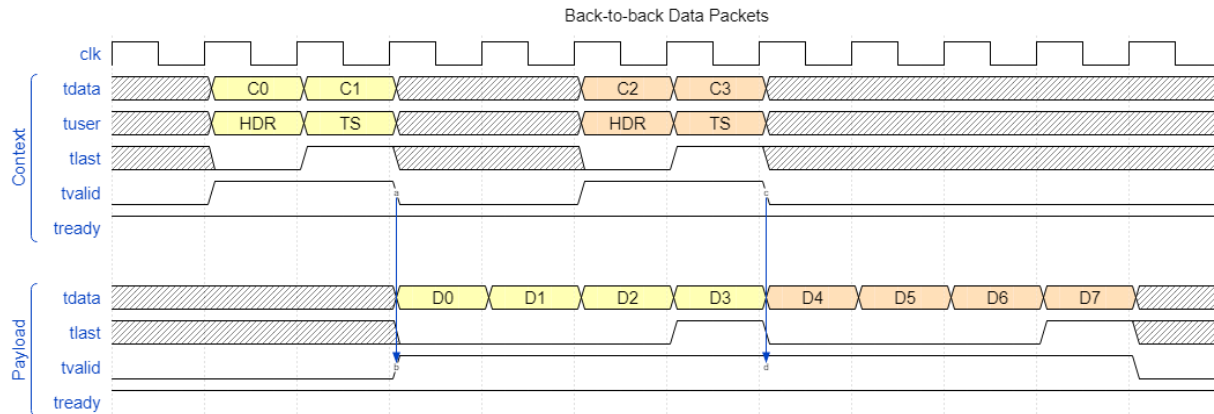 Back-to-back Data Packets
clk
Context
tdata C0 C1 C2 C3
tuser HDR TS HDR TS
tlast
tvalid a c
tready
Payload
tdata D0 D1 D2 D3 D4 D5 D6 D7
tlast
tvalid b d
tready